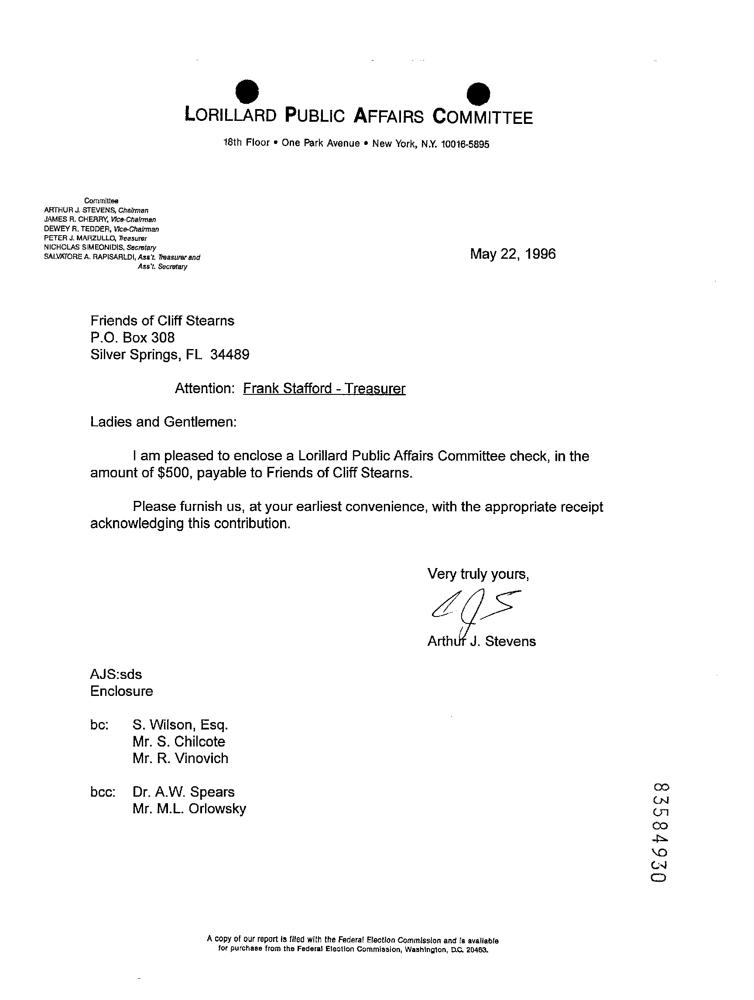 LORILLARD PUBLIC AFFAIRS COMMITTEE
18th Floor • One Park Avenue • New York, N.Y. 10016-5895
Committee
ARTHUR J. STEVENS, Chairman
JAMES R. CHERRY, Vice-Chairman
DEWEY R. TEDDER, Vice-Chairman
PETER J. MARZULLO, Treasurer
NICHOLAS SIMEONIDIS, Secretary
SALVATORE A. RAPISARLDI, Ass't. Treasurer and
Ass't. Secretary
May 22, 1996
Friends of Cliff Stearns
P.O. Box 308
Silver Springs, FL 34489
Attention: Frank Stafford - Treasurer
Ladies and Gentlemen:
I am pleased to enclose a Lorillard Public Affairs Committee check, in the
amount of $500, payable to Friends of Cliff Stearns.
Please furnish us, at your earliest convenience, with the appropriate receipt
acknowledging this contribution.
Very truly yours,
AJS
Arthur J. Stevens
AJS:sds
Enclosure
bc: S. Wilson, Esq.
Mr. S. Chilcote
Mr. R. Vinovich
bcc: Dr. A.W. Spears
Mr. M.L. Orlowsky
83584930
A copy of our report is filed with the Federal Election Commission and is available
for purchase from the Federal Election Commission, Washington, D.C. 20463.